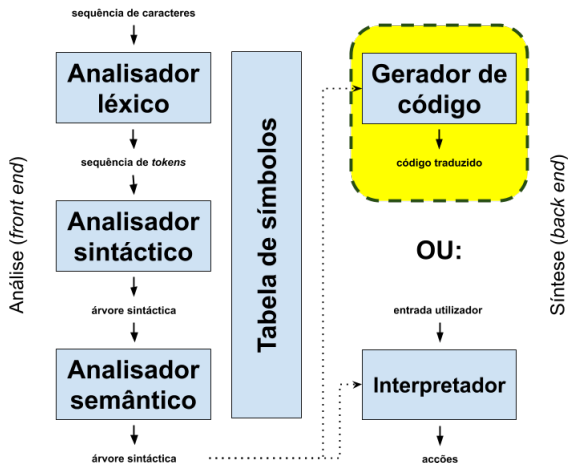 sequência de caracteres
Analisador
léxico
sequência de tokens
Analisador
sintáctico
árvore sintáctica
Analisador
semântico
árvore sintáctica
Análise (front end)
Tabela de símbolos
Gerador de
código
código traduzido
OU:
entrada utilizador
Interpretador
acções
Síntese (back end)